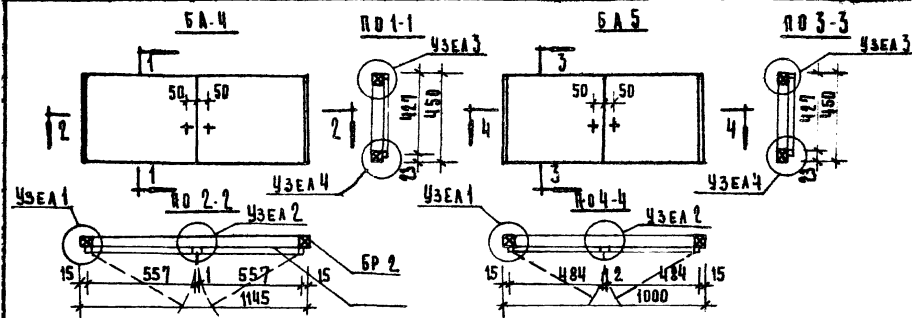 БА-4
ПО 1-1
БА 5
ПО 3-3
УЗЕЛ 3
УЗЕЛ 3
1
3
50 50
427
450
50 50
427
450
2
2
4
4
1
23
3
23
УЗЕЛ 4
УЗЕЛ 4
УЗЕЛ 1
ПО 2-2
УЗЕЛ 2
УЗЕЛ 1
ПО 4-4
УЗЕЛ 2
БР 2
15 557 1 557 15
15 484 2 484 15
1145
1000